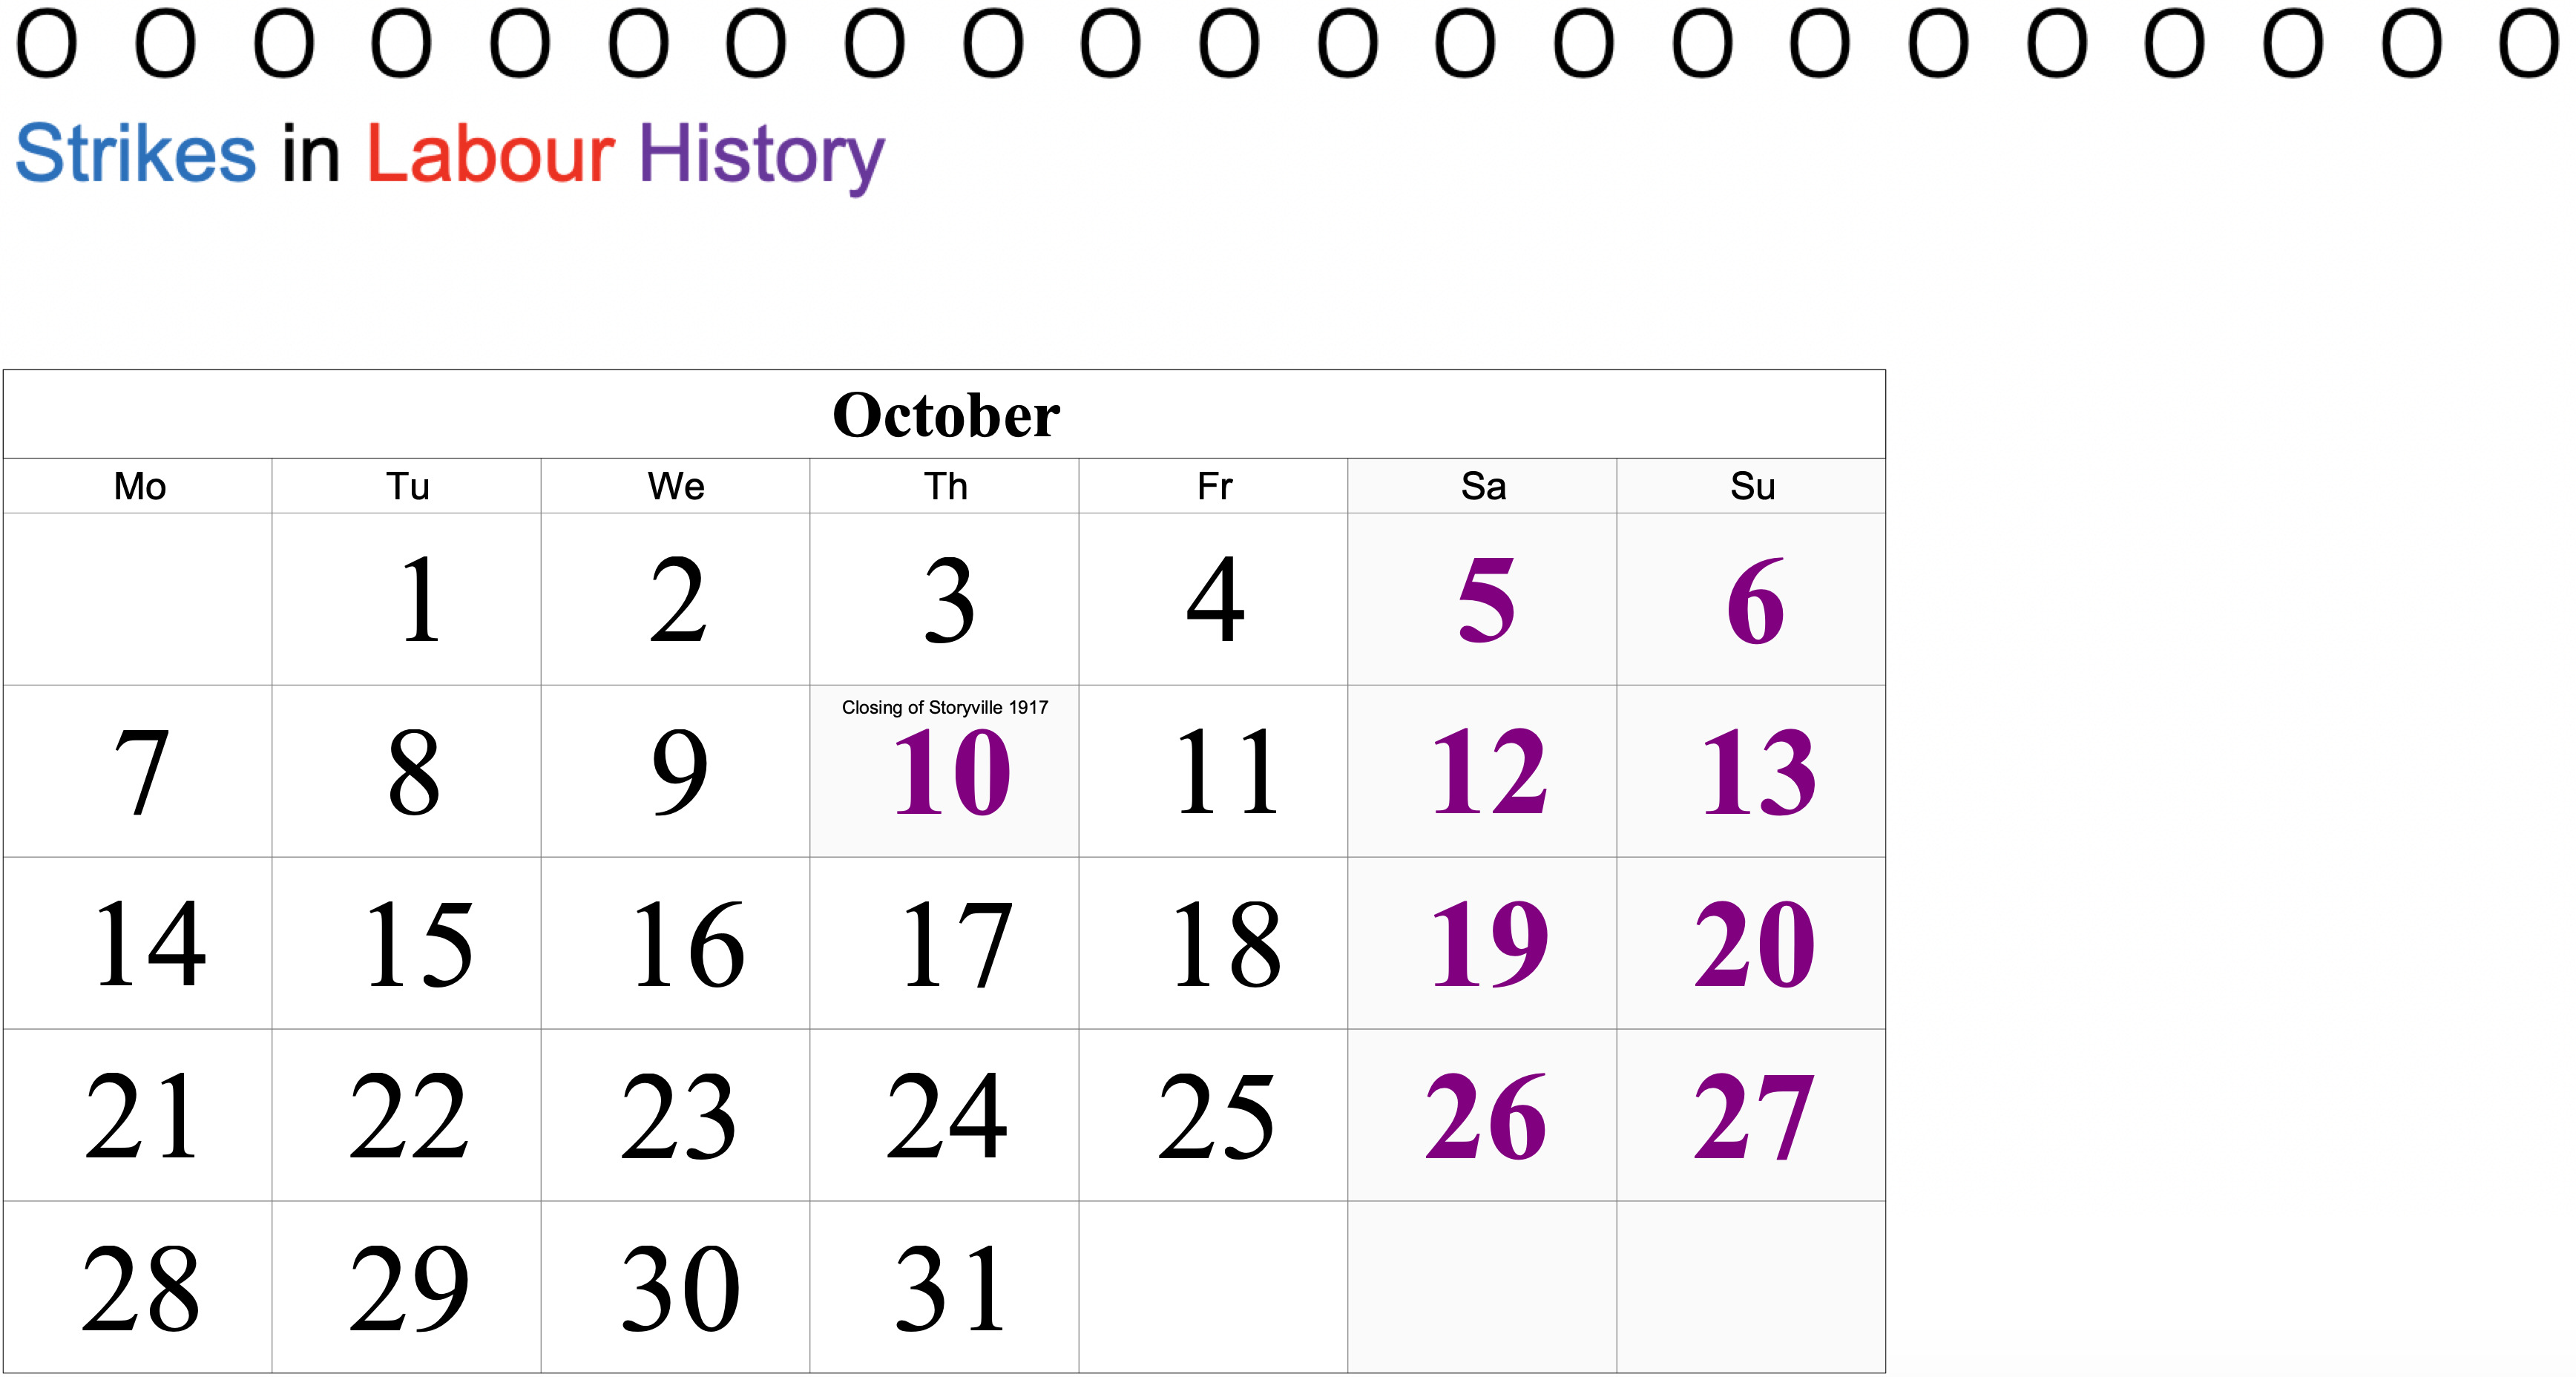 O O O O O O O O O O O O O O O O O O O O O O
Strikes in Labour History
October
Mo Tu We Th Fr Sa Su
1 2 3 4 5 6
Closing of Storyville 1917
7 8 9 10 11 12 13
14 15 16 17 18 19 20
21 22 23 24 25 26 27
28 29 30 31